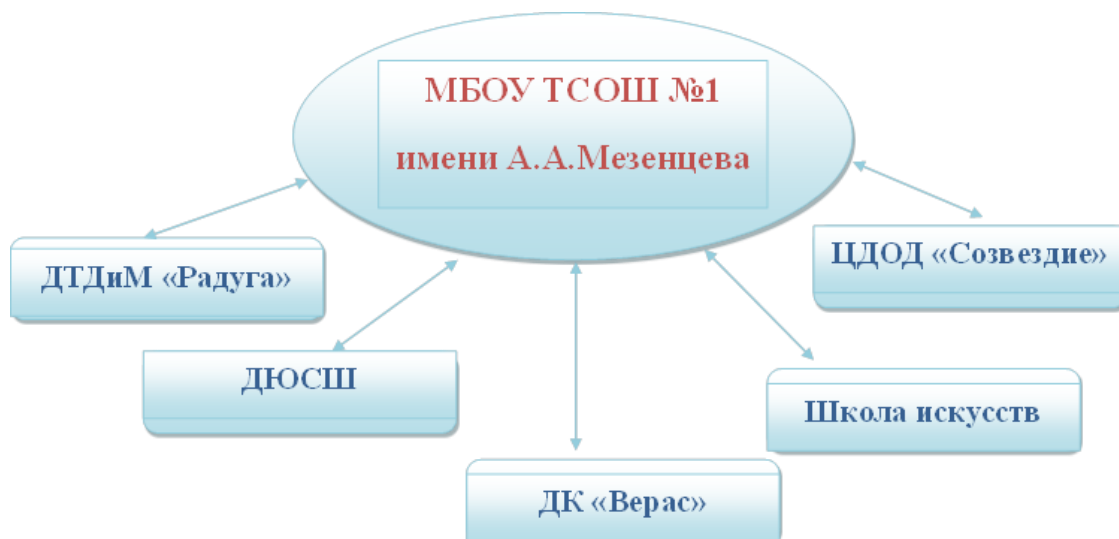 МБОУ ТСОШ №1
имени А.А.Мезенцева
ЦДОД «Созвездие»
ДТДиМ «Радуга»
ДЮСШ
Школа искусств
ДК «Верас»